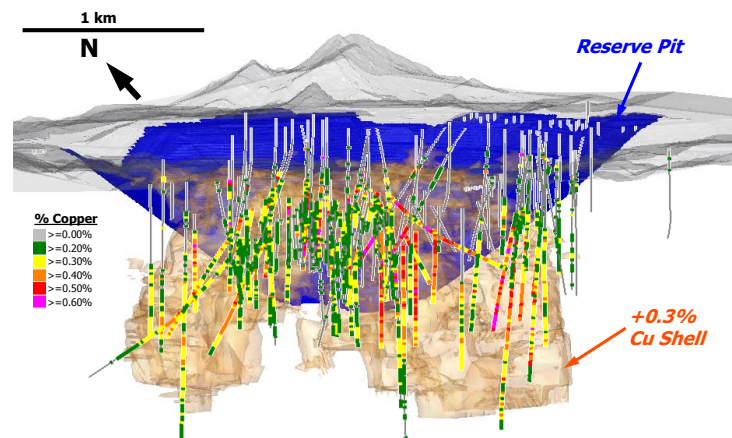 1 km
N
Reserve Pit
% Copper
>=0.00%
>=0.20%
>=0.30%
>=0.40%
>=0.50%
>=0.60%
+0.3%
Cu Shell